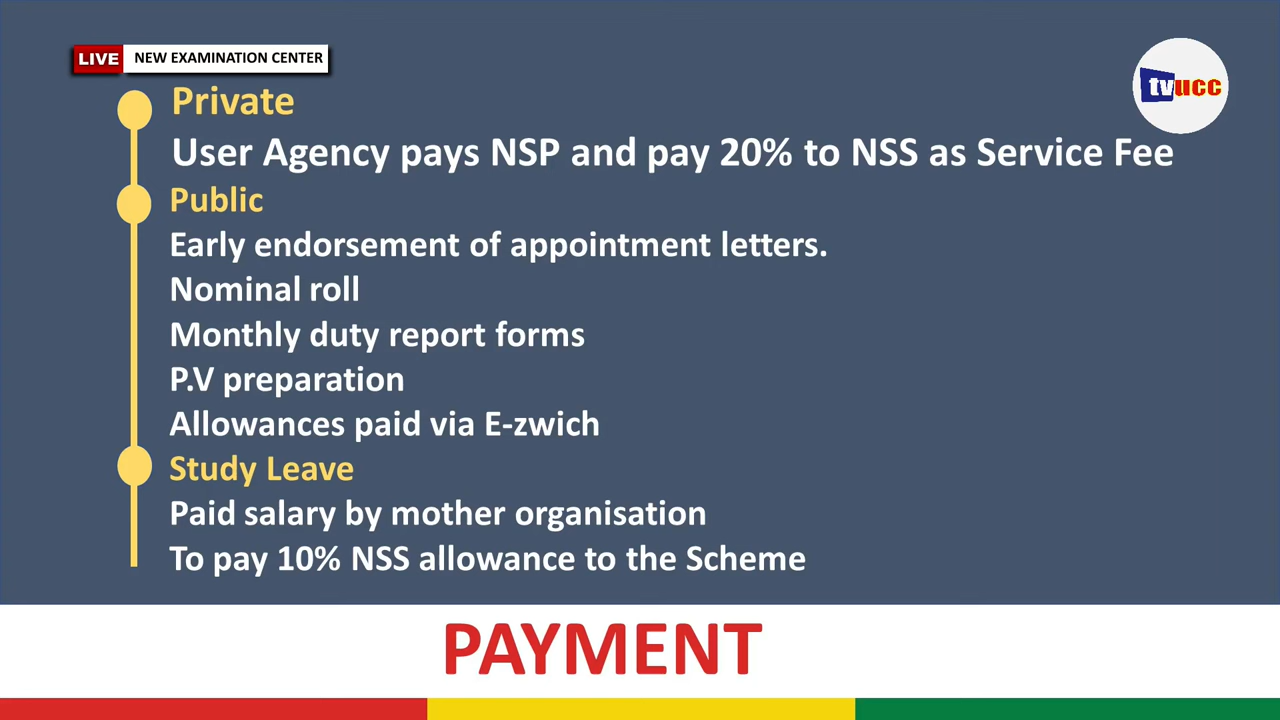 LIVE NEW EXAMINATION CENTER
tvucc
Private
User Agency pays NSP and pay 20% to NSS as Service Fee
Public
Early endorsement of appointment letters.
Nominal roll
Monthly duty report forms
P.V preparation
Allowances paid via E-zwich
Study Leave
Paid salary by mother organisation
To pay 10% NSS allowance to the Scheme
PAYMENT